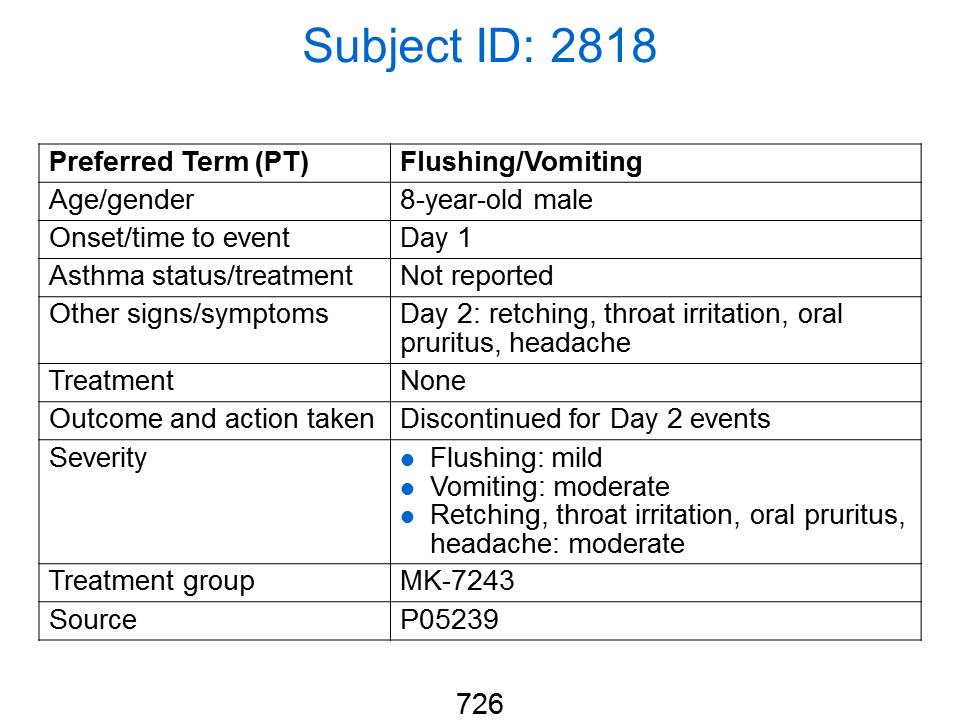 Subject ID: 2818
Preferred Term (PT) Flushing/Vomiting
Age/gender 8-year-old male
Onset/time to event Day 1
Asthma status/treatment Not reported
Other signs/symptoms Day 2: retching, throat irritation, oral
pruritus, headache
Treatment None
Outcome and action taken Discontinued for Day 2 events
Severity ● Flushing: mild
● Vomiting: moderate
● Retching, throat irritation, oral pruritus,
headache: moderate
Treatment group MK-7243
Source P05239
726